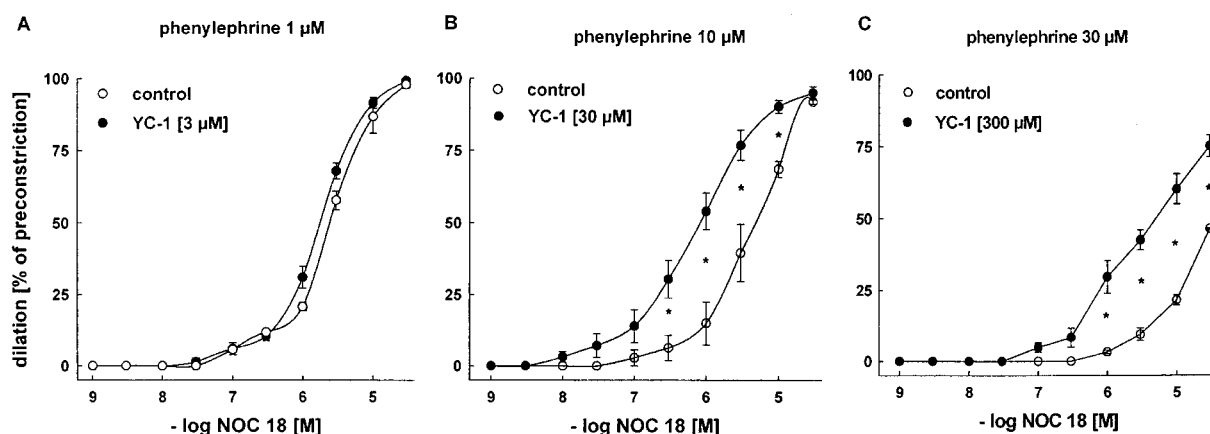 A
phenylephrine 1 µM
100
75
50
25
0
control
YC-1 [3 µM]
dilation [% of preconstriction]
9 8 7 6 5
- log NOC 18 [M]
B
phenylephrine 10 µM
100
75
50
25
0
control
YC-1 [30 µM]
* * * *
9 8 7 6 5
- log NOC 18 [M]
C
phenylephrine 30 µM
100
75
50
25
0
control
YC-1 [300 µM]
* * * *
9 8 7 6 5
- log NOC 18 [M]